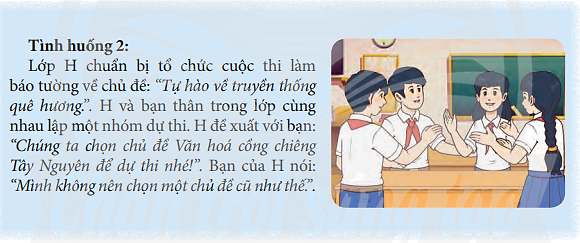 Tình huống 2:
Lớp H chuẩn bị tổ chức cuộc thi làm
báo tường về chủ đề: “Tự hào về truyền thống
quê hương.”. H và bạn thân trong lớp cùng
nhau lập một nhóm dự thi. H đề xuất với bạn:
“Chúng ta chọn chủ đề Văn hoá cồng chiêng
Tây Nguyên để dự thi nhé!”. Bạn của H nói:
“Mình không nên chọn một chủ đề cũ như thế.”.